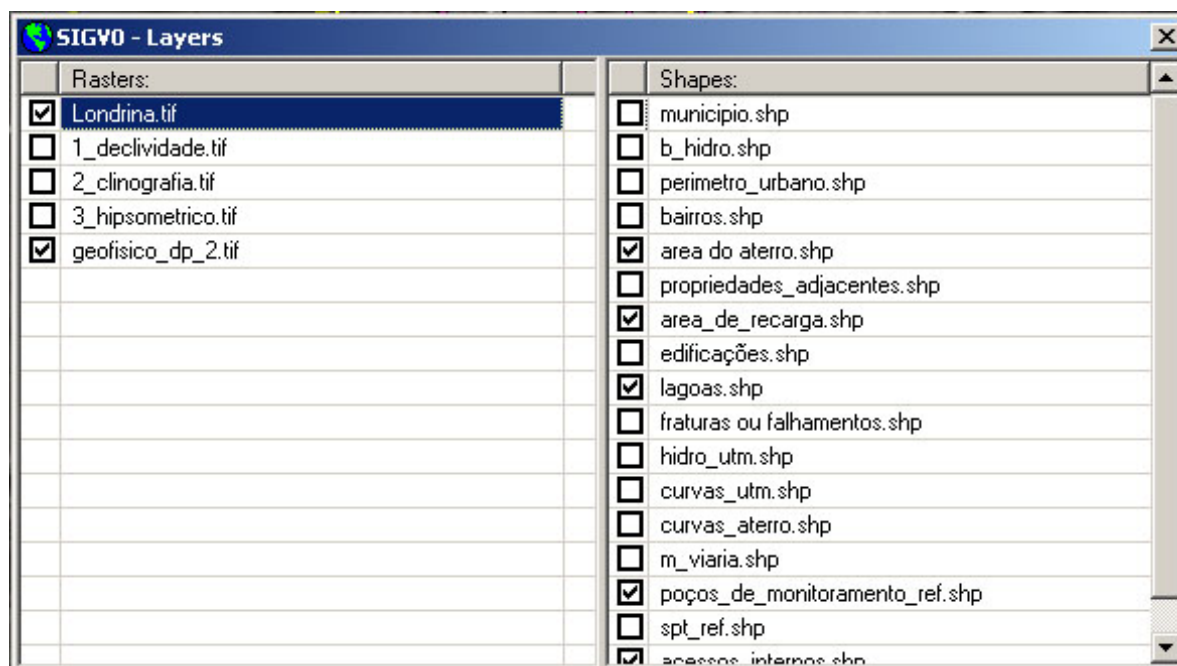 SIGV0 - Layers
Rasters:
Londrina.tif
1_declividade.tif
2_clinografia.tif
3_hipsometrico.tif
geofisico_dp_2.tif
Shapes:
municipio.shp
b_hidro.shp
perimetro_urbano.shp
bairros.shp
area do aterro.shp
propriedades_adjacentes.shp
area_de_recarga.shp
edificações.shp
lagoas.shp
fraturas ou falhamentos.shp
hidro_utm.shp
curvas_utm.shp
curvas_aterro.shp
m_viaria.shp
poços_de_monitoramento_ref.shp
spt_ref.shp
acessos_internos.shp